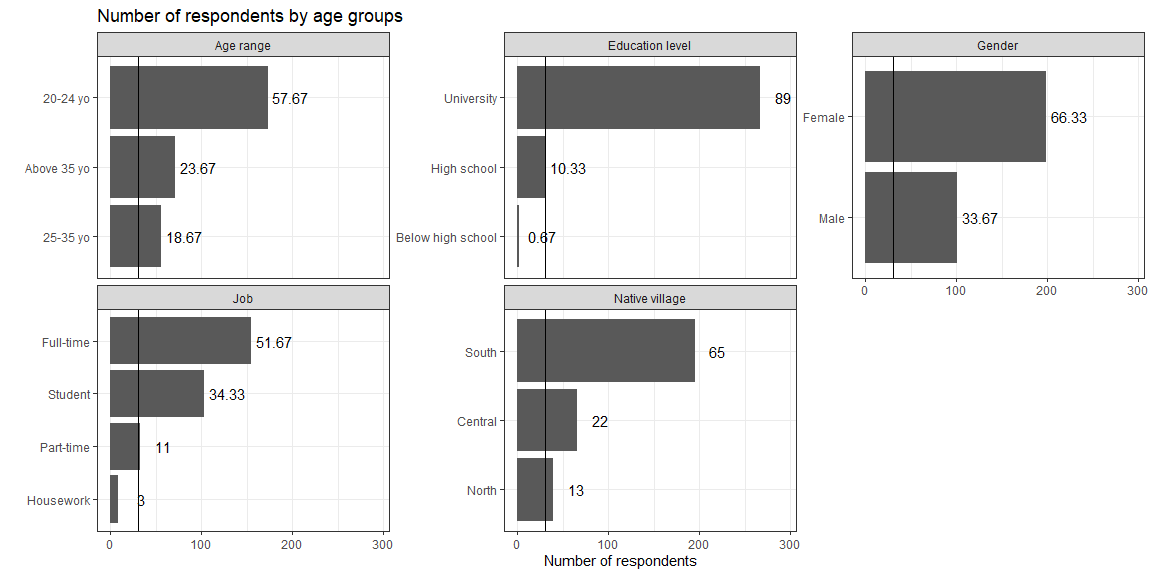 Number of respondents by age groups
Age range
20-24 yo 57.67
Above 35 yo 23.67
25-35 yo 18.67
Education level
University 89
High school 10.33
Below high school 0.67
Gender
Female 66.33
Male 33.67
0 100 200 300
Job
Full-time 51.67
Student 34.33
Part-time 11
Housework 3
0 100 200 300
Native village
South 65
Central 22
North 13
0 100 200 300
Number of respondents